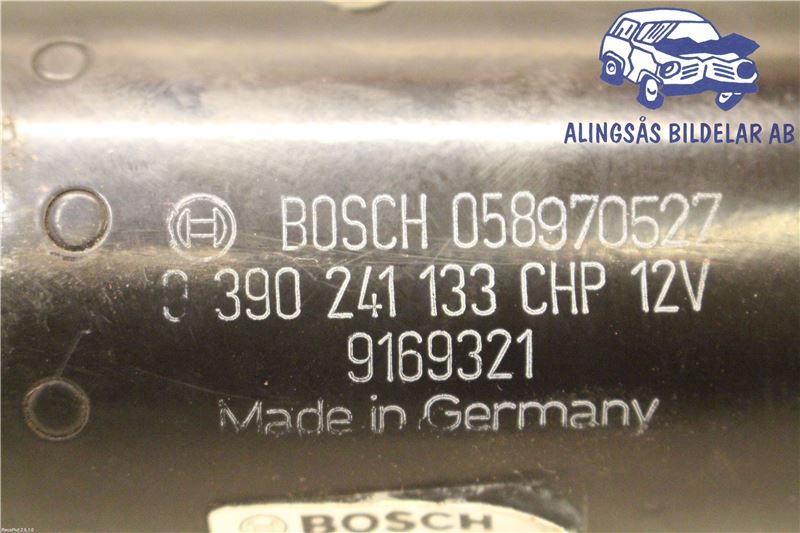 ALINGSÅS BILDELAR AB
BOSCH 058970527
0 390 241 133 CHP 12V
9169321
Made in Germany
BOSCH